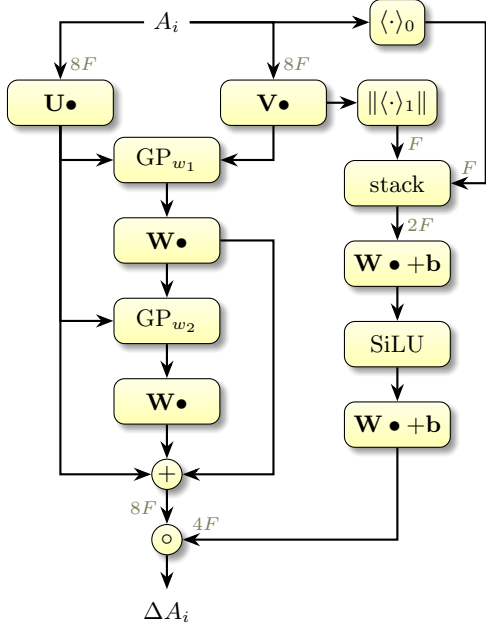 A_i
⟨·⟩_0
8F
8F
U•
V•
‖⟨·⟩_1‖
F
GP_{w_1}
F
stack
2F
W•
W • +b
GP_{w_2}
SiLU
W•
W • +b
+
8F
4F
∘
ΔA_i